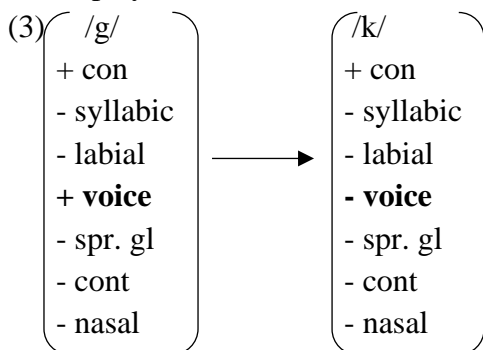 (3) /g/ /k/
+ con + con
- syllabic - syllabic
- labial - labial
+ voice - voice
- spr. gl - spr. gl
- cont - cont
- nasal - nasal